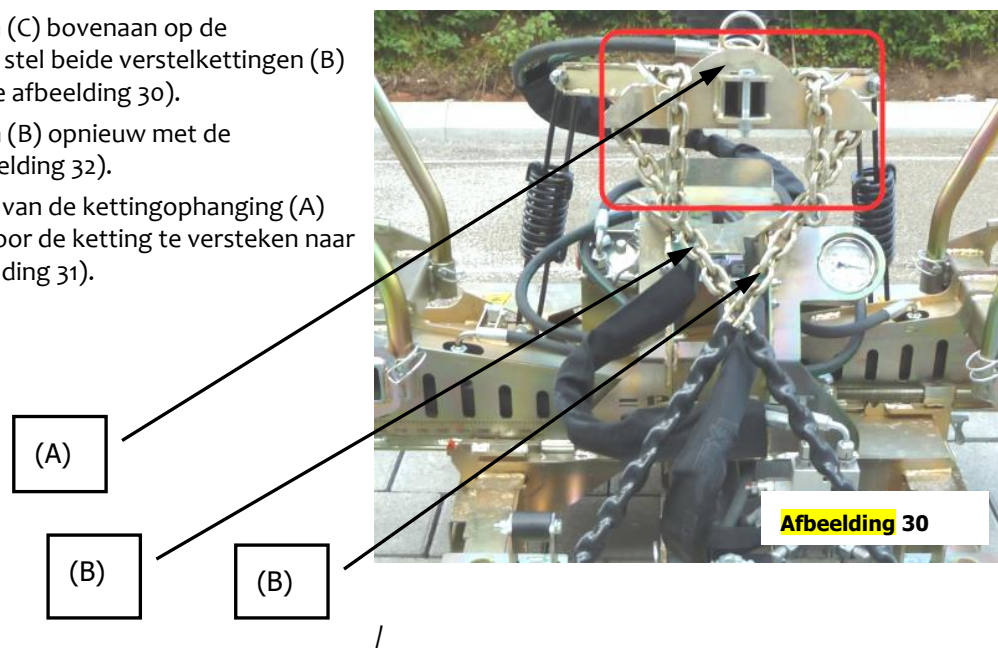 (C) bovenaan op de
stel beide verstelkettingen (B)
afbeelding 30).
(B) opnieuw met de
elding 32).
van de kettingophanging (A)
oor de ketting te versteken naar
ding 31).
(A)
(B)
(B)
Afbeelding 30
/